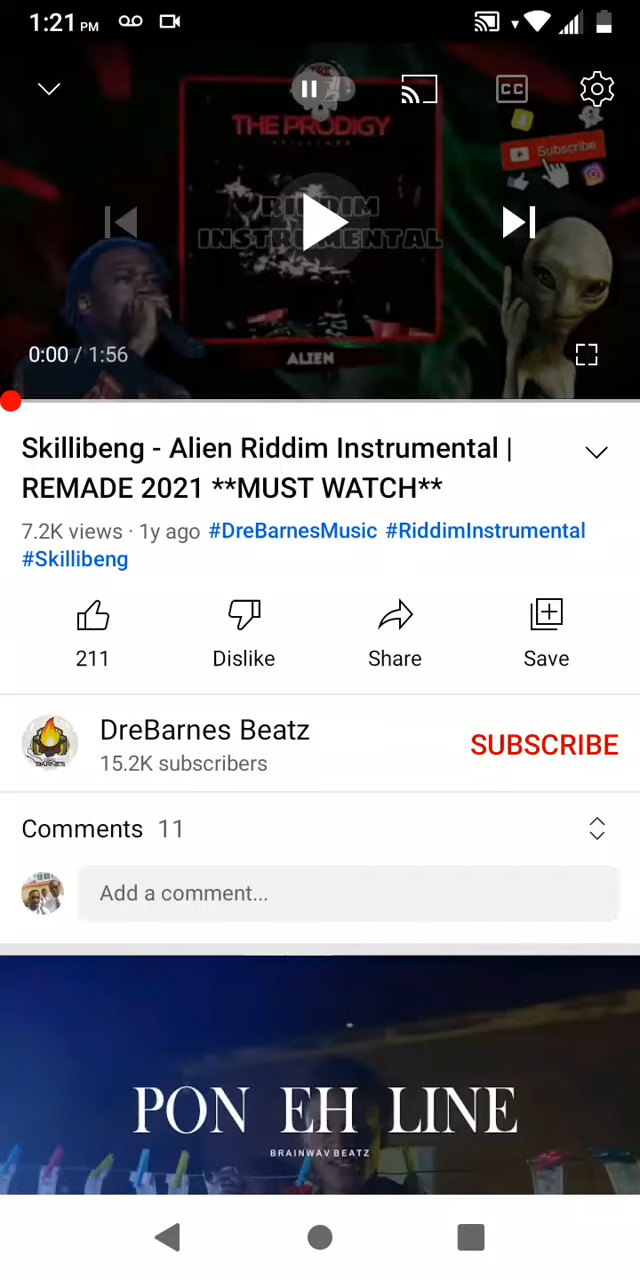 1:21 PM
CC
THE PRODIGY
Subscribe
RIDDIM
INSTRUMENTAL
0:00 / 1:56
ALIEN
Skillibeng - Alien Riddim Instrumental |
REMADE 2021 **MUST WATCH**
7.2K views · 1y ago #DreBarnesMusic #RiddimInstrumental
#Skillibeng
211
Dislike
Share
Save
DreBarnes Beatz
15.2K subscribers
SUBSCRIBE
Comments 11
Add a comment...
PON EH LINE
BRAINWAV BEATZ